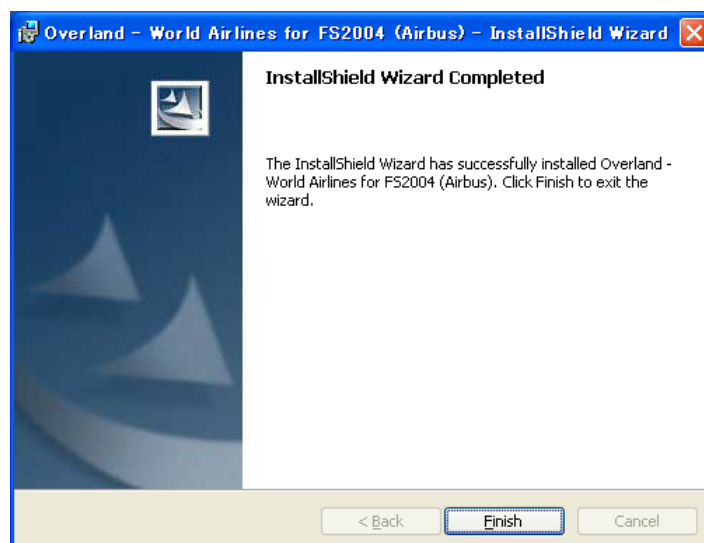 Overland - World Airlines for FS2004 (Airbus) - InstallShield Wizard
InstallShield Wizard Completed
The InstallShield Wizard has successfully installed Overland -
World Airlines for FS2004 (Airbus). Click Finish to exit the
wizard.
< Back Finish Cancel